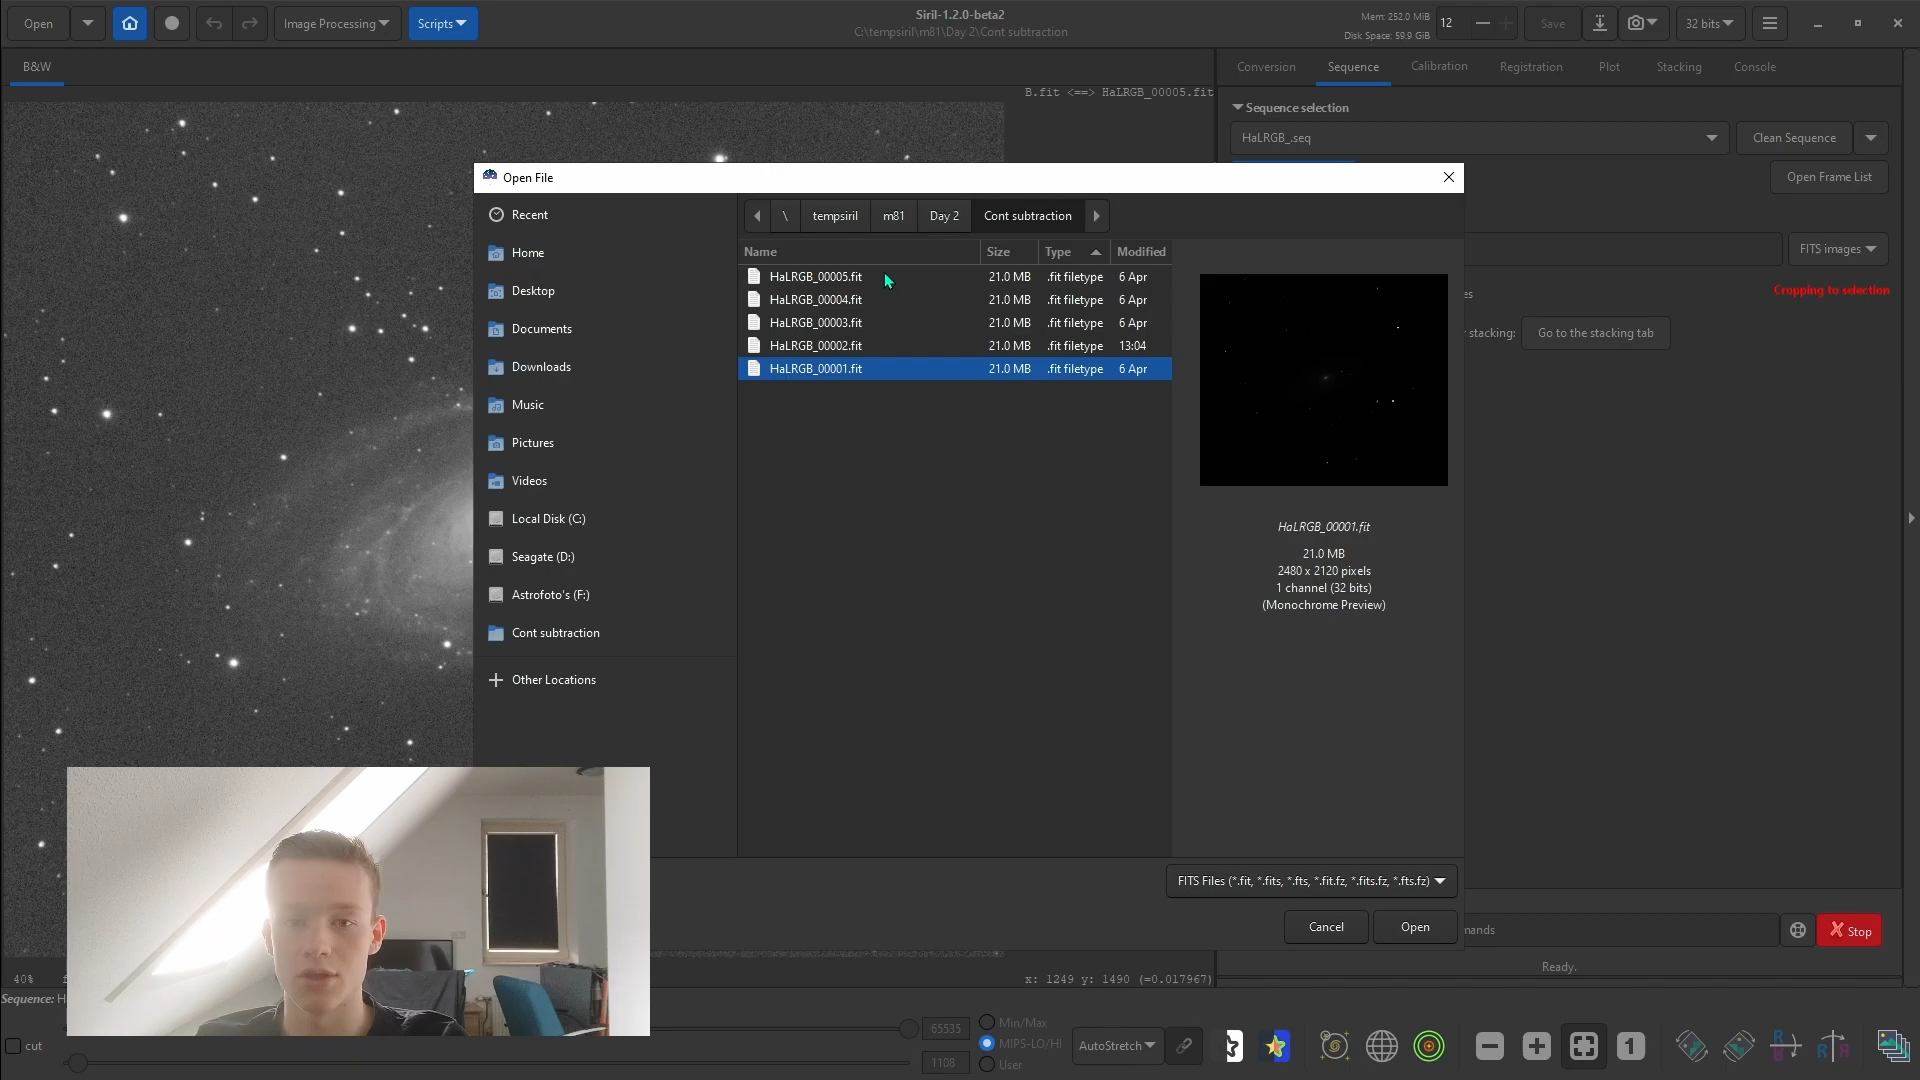 Open
Image Processing
Scripts
Siril-1.2.0-beta2
C:\tempsiril\m81\Day 2\Cont subtraction
Mem: 252.0 MiB
Disk Space: 59.9 GiB
12
Save
32 bits
B&W
Conversion
Sequence
Calibration
Registration
Plot
Stacking
Console
B.fit <==> HaLRGB_00005.fit
Sequence selection
HaLRGB_.seq
Clean Sequence
Open Frame List
FITS images
Cropping to selection
stacking:
Go to the stacking tab
Open File
Recent
Home
Desktop
Documents
Downloads
Music
Pictures
Videos
Local Disk (C:)
Seagate (D:)
Astrofoto's (F:)
Cont subtraction
Other Locations
\
tempsiril
m81
Day 2
Cont subtraction
Name
Size
Type
Modified
HaLRGB_00005.fit
21.0 MB
.fit filetype
6 Apr
HaLRGB_00004.fit
21.0 MB
.fit filetype
6 Apr
HaLRGB_00003.fit
21.0 MB
.fit filetype
6 Apr
HaLRGB_00002.fit
21.0 MB
.fit filetype
13:04
HaLRGB_00001.fit
21.0 MB
.fit filetype
6 Apr
HaLRGB_00001.fit
21.0 MB
2480 x 2120 pixels
1 channel (32 bits)
(Monochrome Preview)
FITS Files (*.fit, *.fits, *.fts, *.fit.fz, *.fits.fz, *.fts.fz)
Cancel
Open
Stop
Ready.
40%
x: 1249 y: 1490 (=0.017967)
Sequence: H
cut
65535
1108
Min/Max
MIPS-LO/HI
User
AutoStretch
1